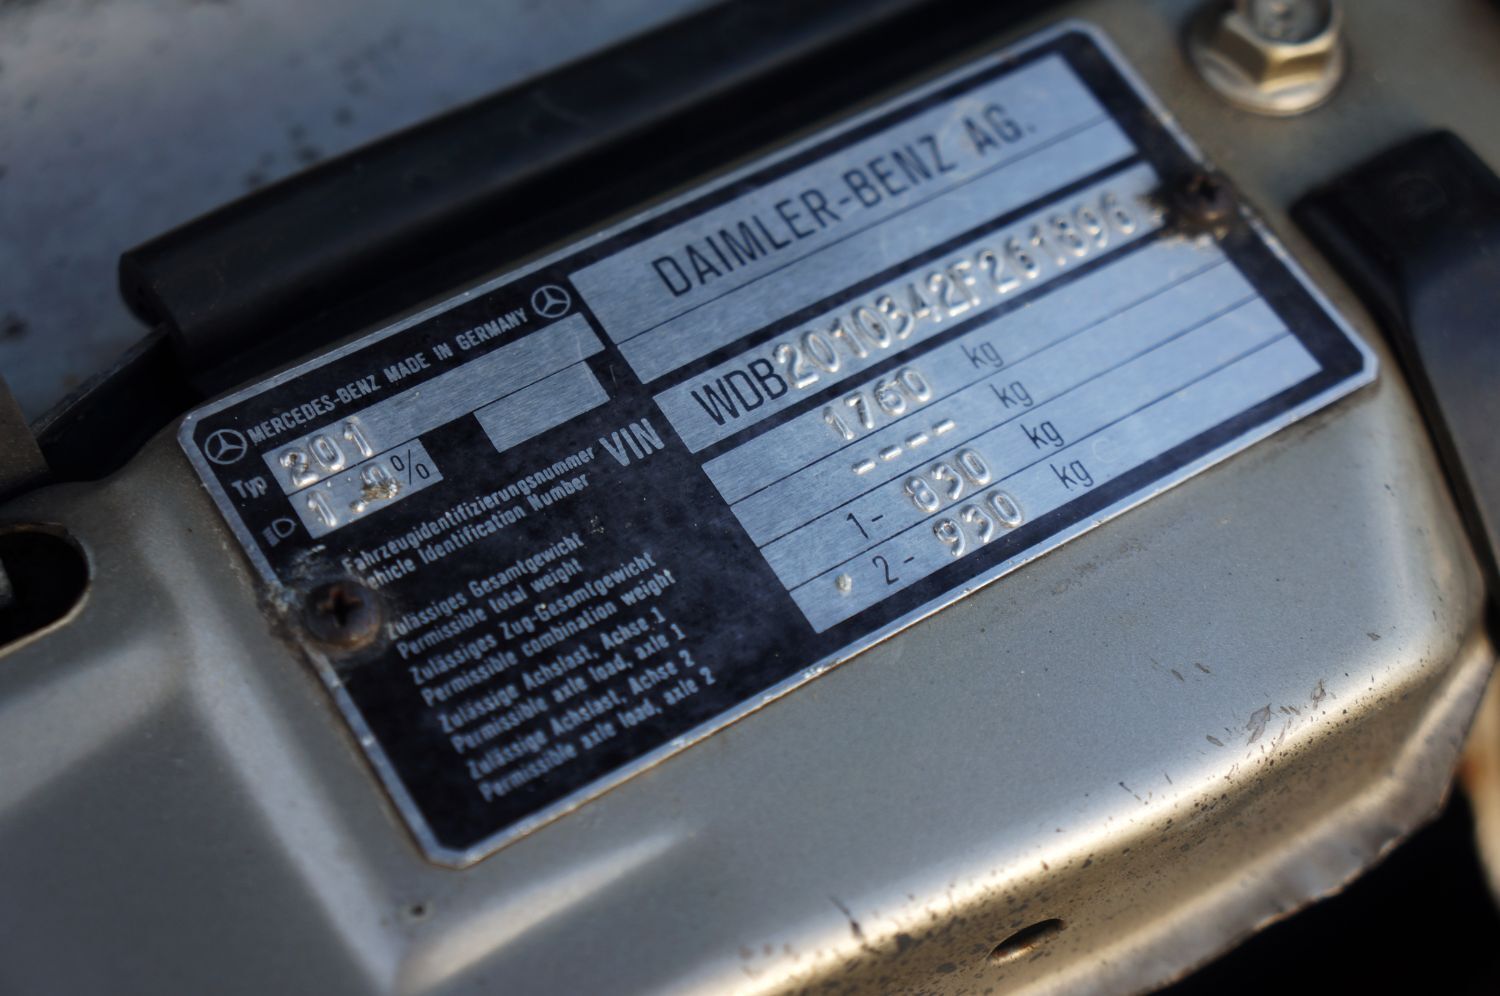 DAIMLER-BENZ AG.
MERCEDES-BENZ MADE IN GERMANY
Typ 201
1.0%
Fahrzeugidentifizierungsnummer
Vehicle Identification Number
VIN WDB2010342F261896
Zulässiges Gesamtgewicht
Permissible total weight
1760 kg
Zulässiges Zug-Gesamtgewicht
Permissible combination weight
---- kg
Zulässige Achslast, Achse 1
Permissible axle load, axle 1
1- 830 kg
Zulässige Achslast, Achse 2
Permissible axle load, axle 2
2- 930 kg